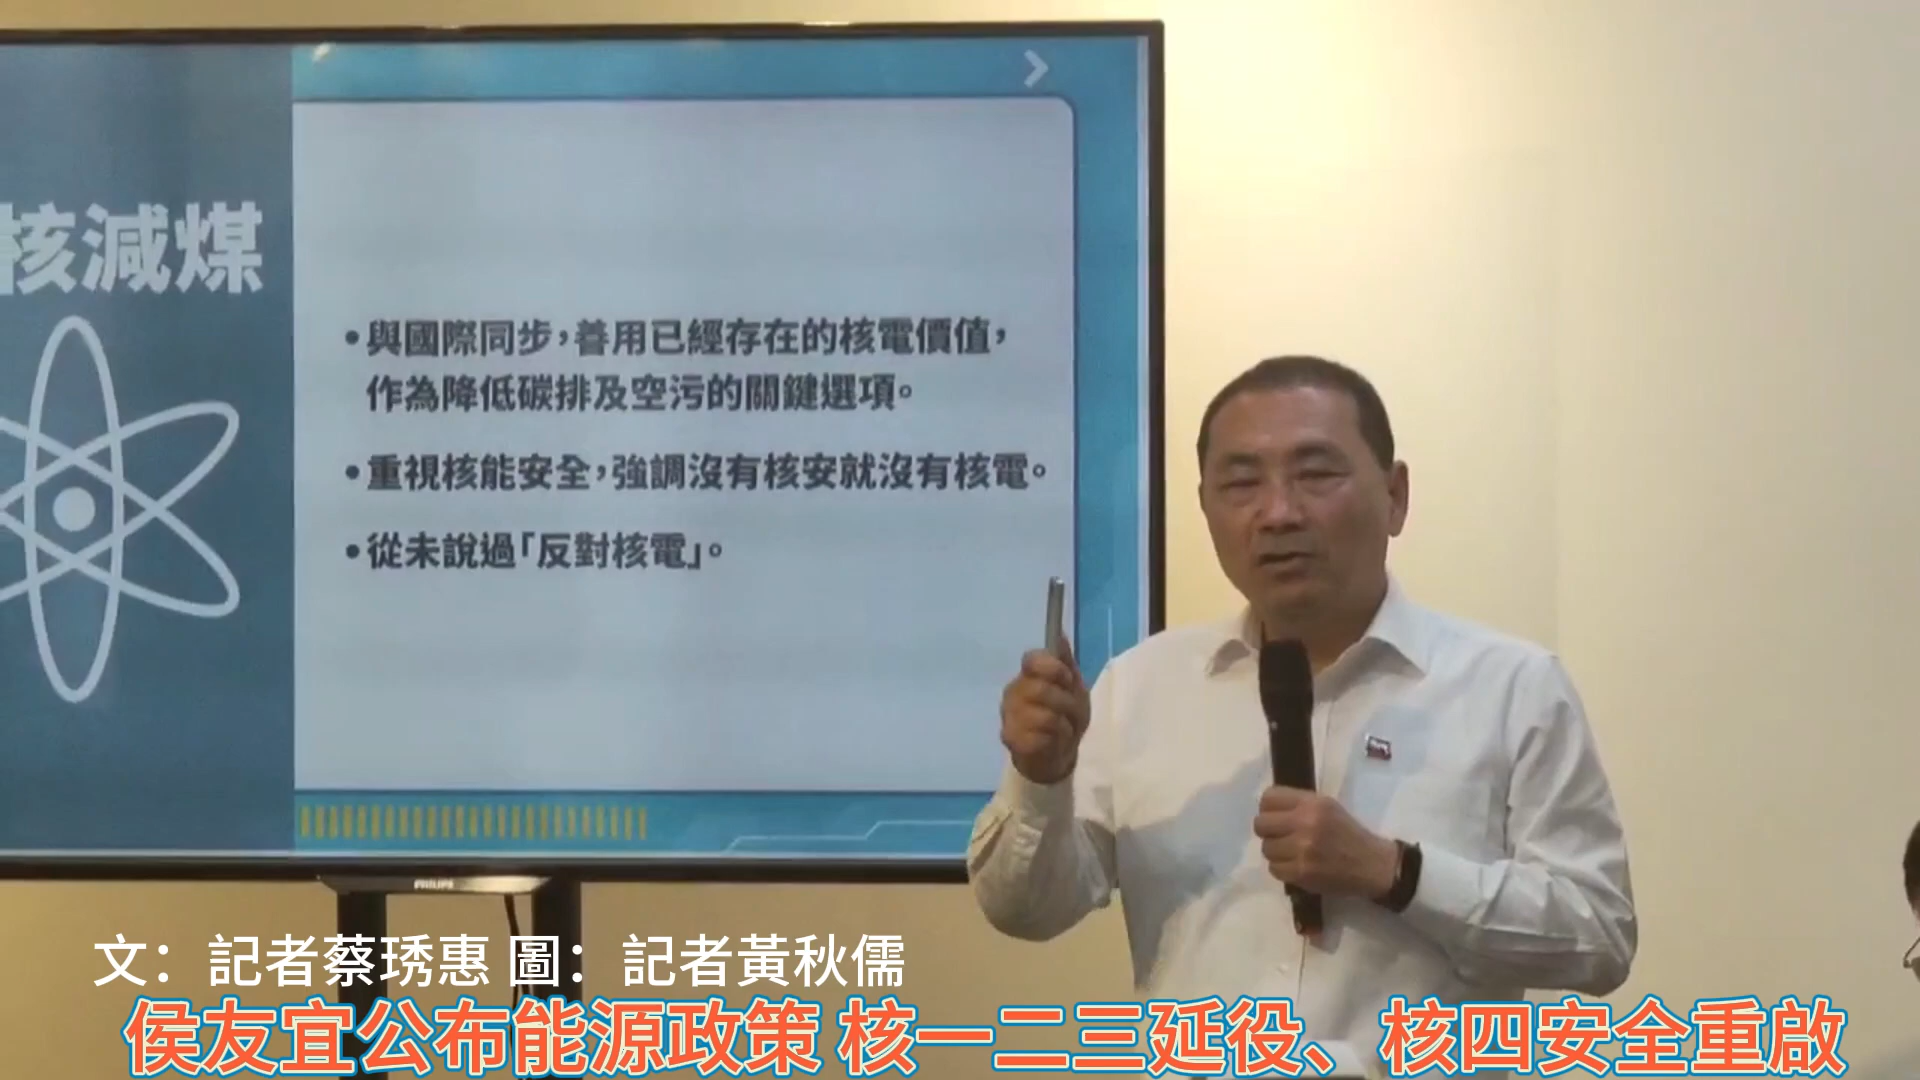 核減煤
•與國際同步，善用已經存在的核電價值，
作為降低碳排及空污的關鍵選項。
•重視核能安全，強調沒有核安就沒有核電。
•從未說過「反對核電」。
PHILIPS
文：記者蔡琇惠 圖：記者黃秋儒
侯友宜公布能源政策 核一二三延役、核四安全重啟